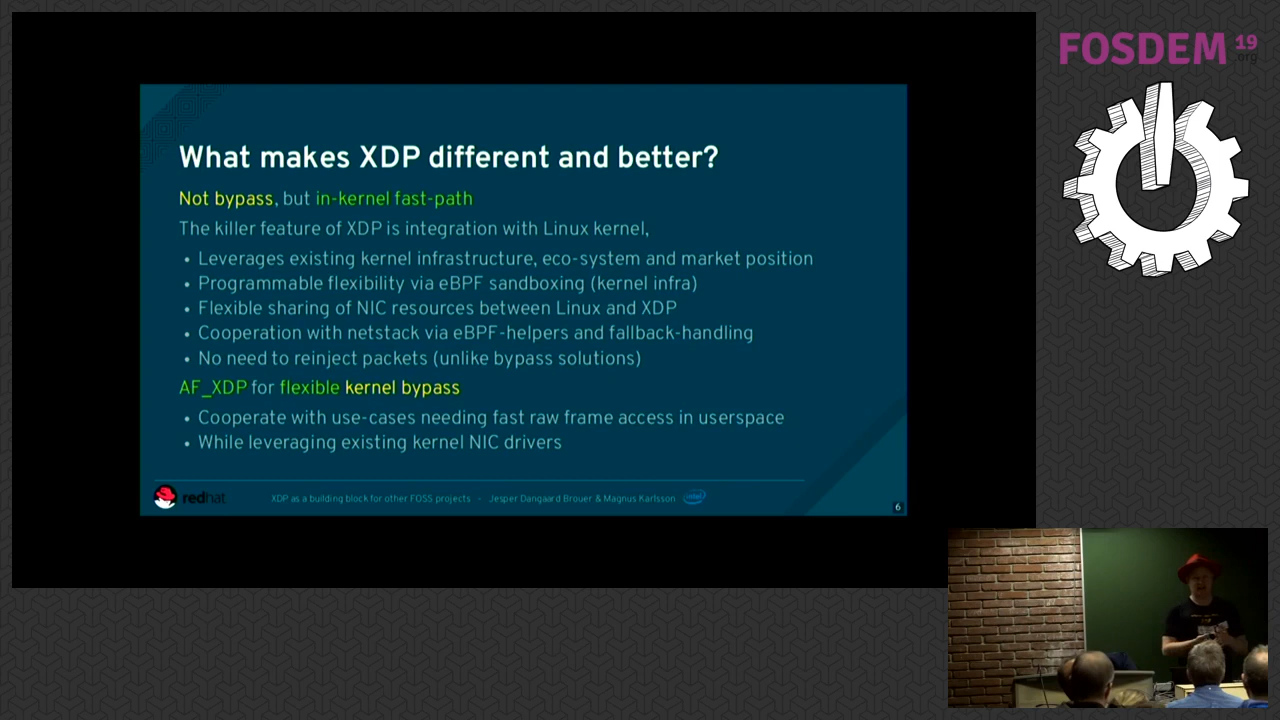 What makes XDP different and better?
Not bypass, but in-kernel fast-path
The killer feature of XDP is integration with Linux kernel,
• Leverages existing kernel infrastructure, eco-system and market position
• Programmable flexibility via eBPF sandboxing (kernel infra)
• Flexible sharing of NIC resources between Linux and XDP
• Cooperation with netstack via eBPF-helpers and fallback-handling
• No need to reinject packets (unlike bypass solutions)
AF_XDP for flexible kernel bypass
• Cooperate with use-cases needing fast raw frame access in userspace
• While leveraging existing kernel NIC drivers
redhat
XDP as a building block for other FOSS projects - Jesper Dangaard Brouer & Magnus Karlsson
intel
6
FOSDEM 19
.org